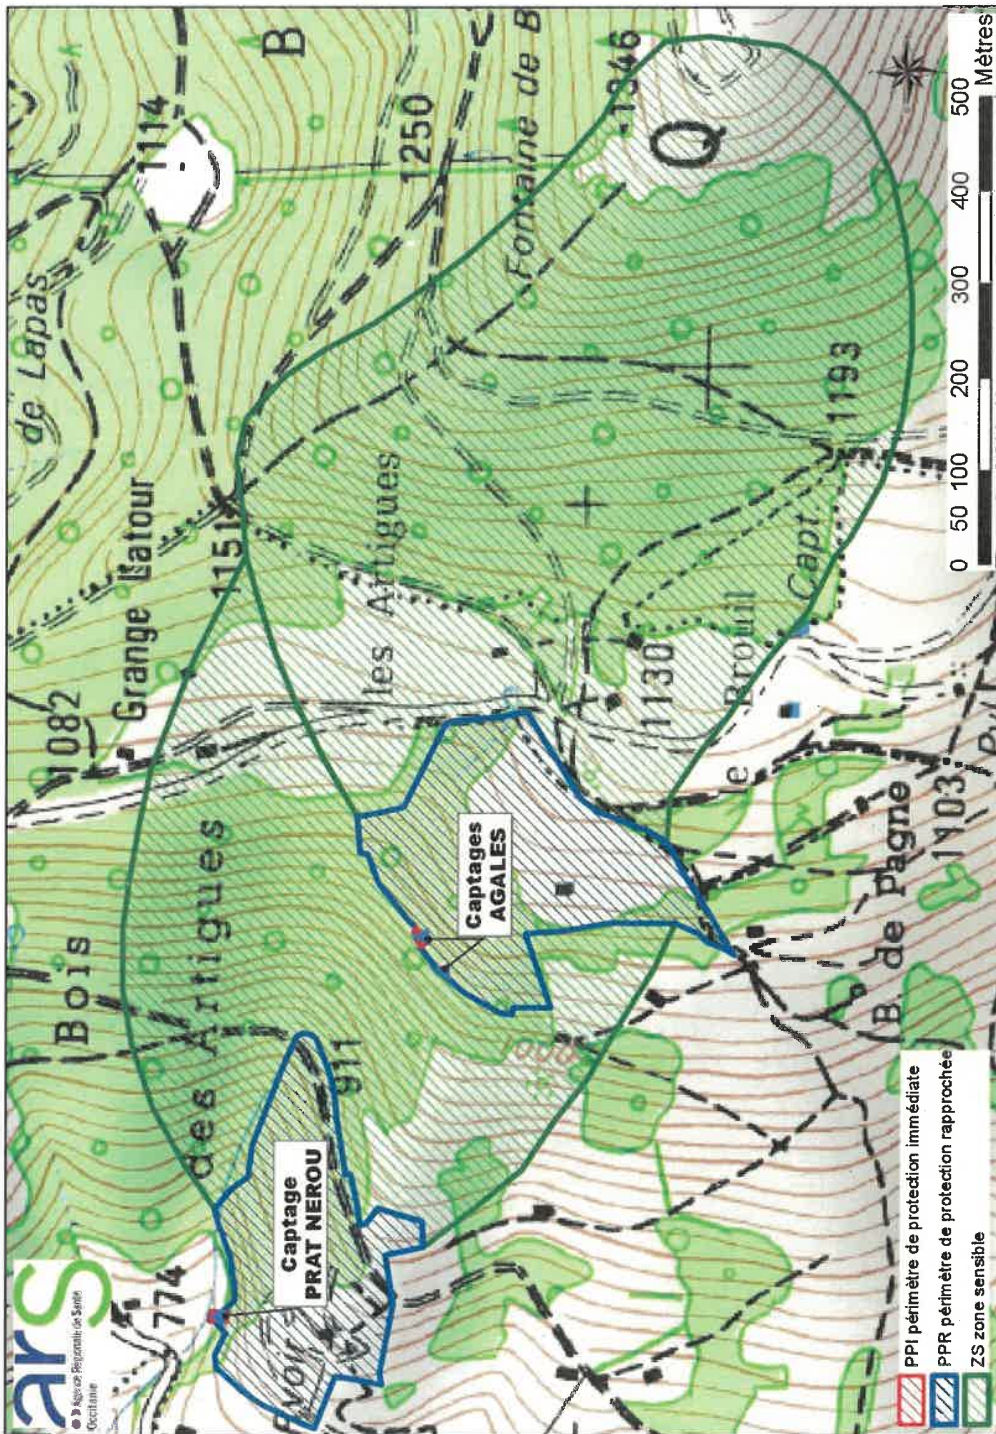 ars
Agence Régionale de Santé
Occitanie
774
Bois
des Artigues
1082
Grange Latour
1151
de Lapas
1114
B
1250
Fontaine de B
1346
Q
les Artigues
911
Captage
PRAT NEROU
Captages
AGALES
1130
le Brouil
Capt.
1193
B. de Pagne
1103
PPI périmètre de protection immédiate
PPR périmètre de protection rapprochée
ZS zone sensible
0 50 100 200 300 400 500
Mètres